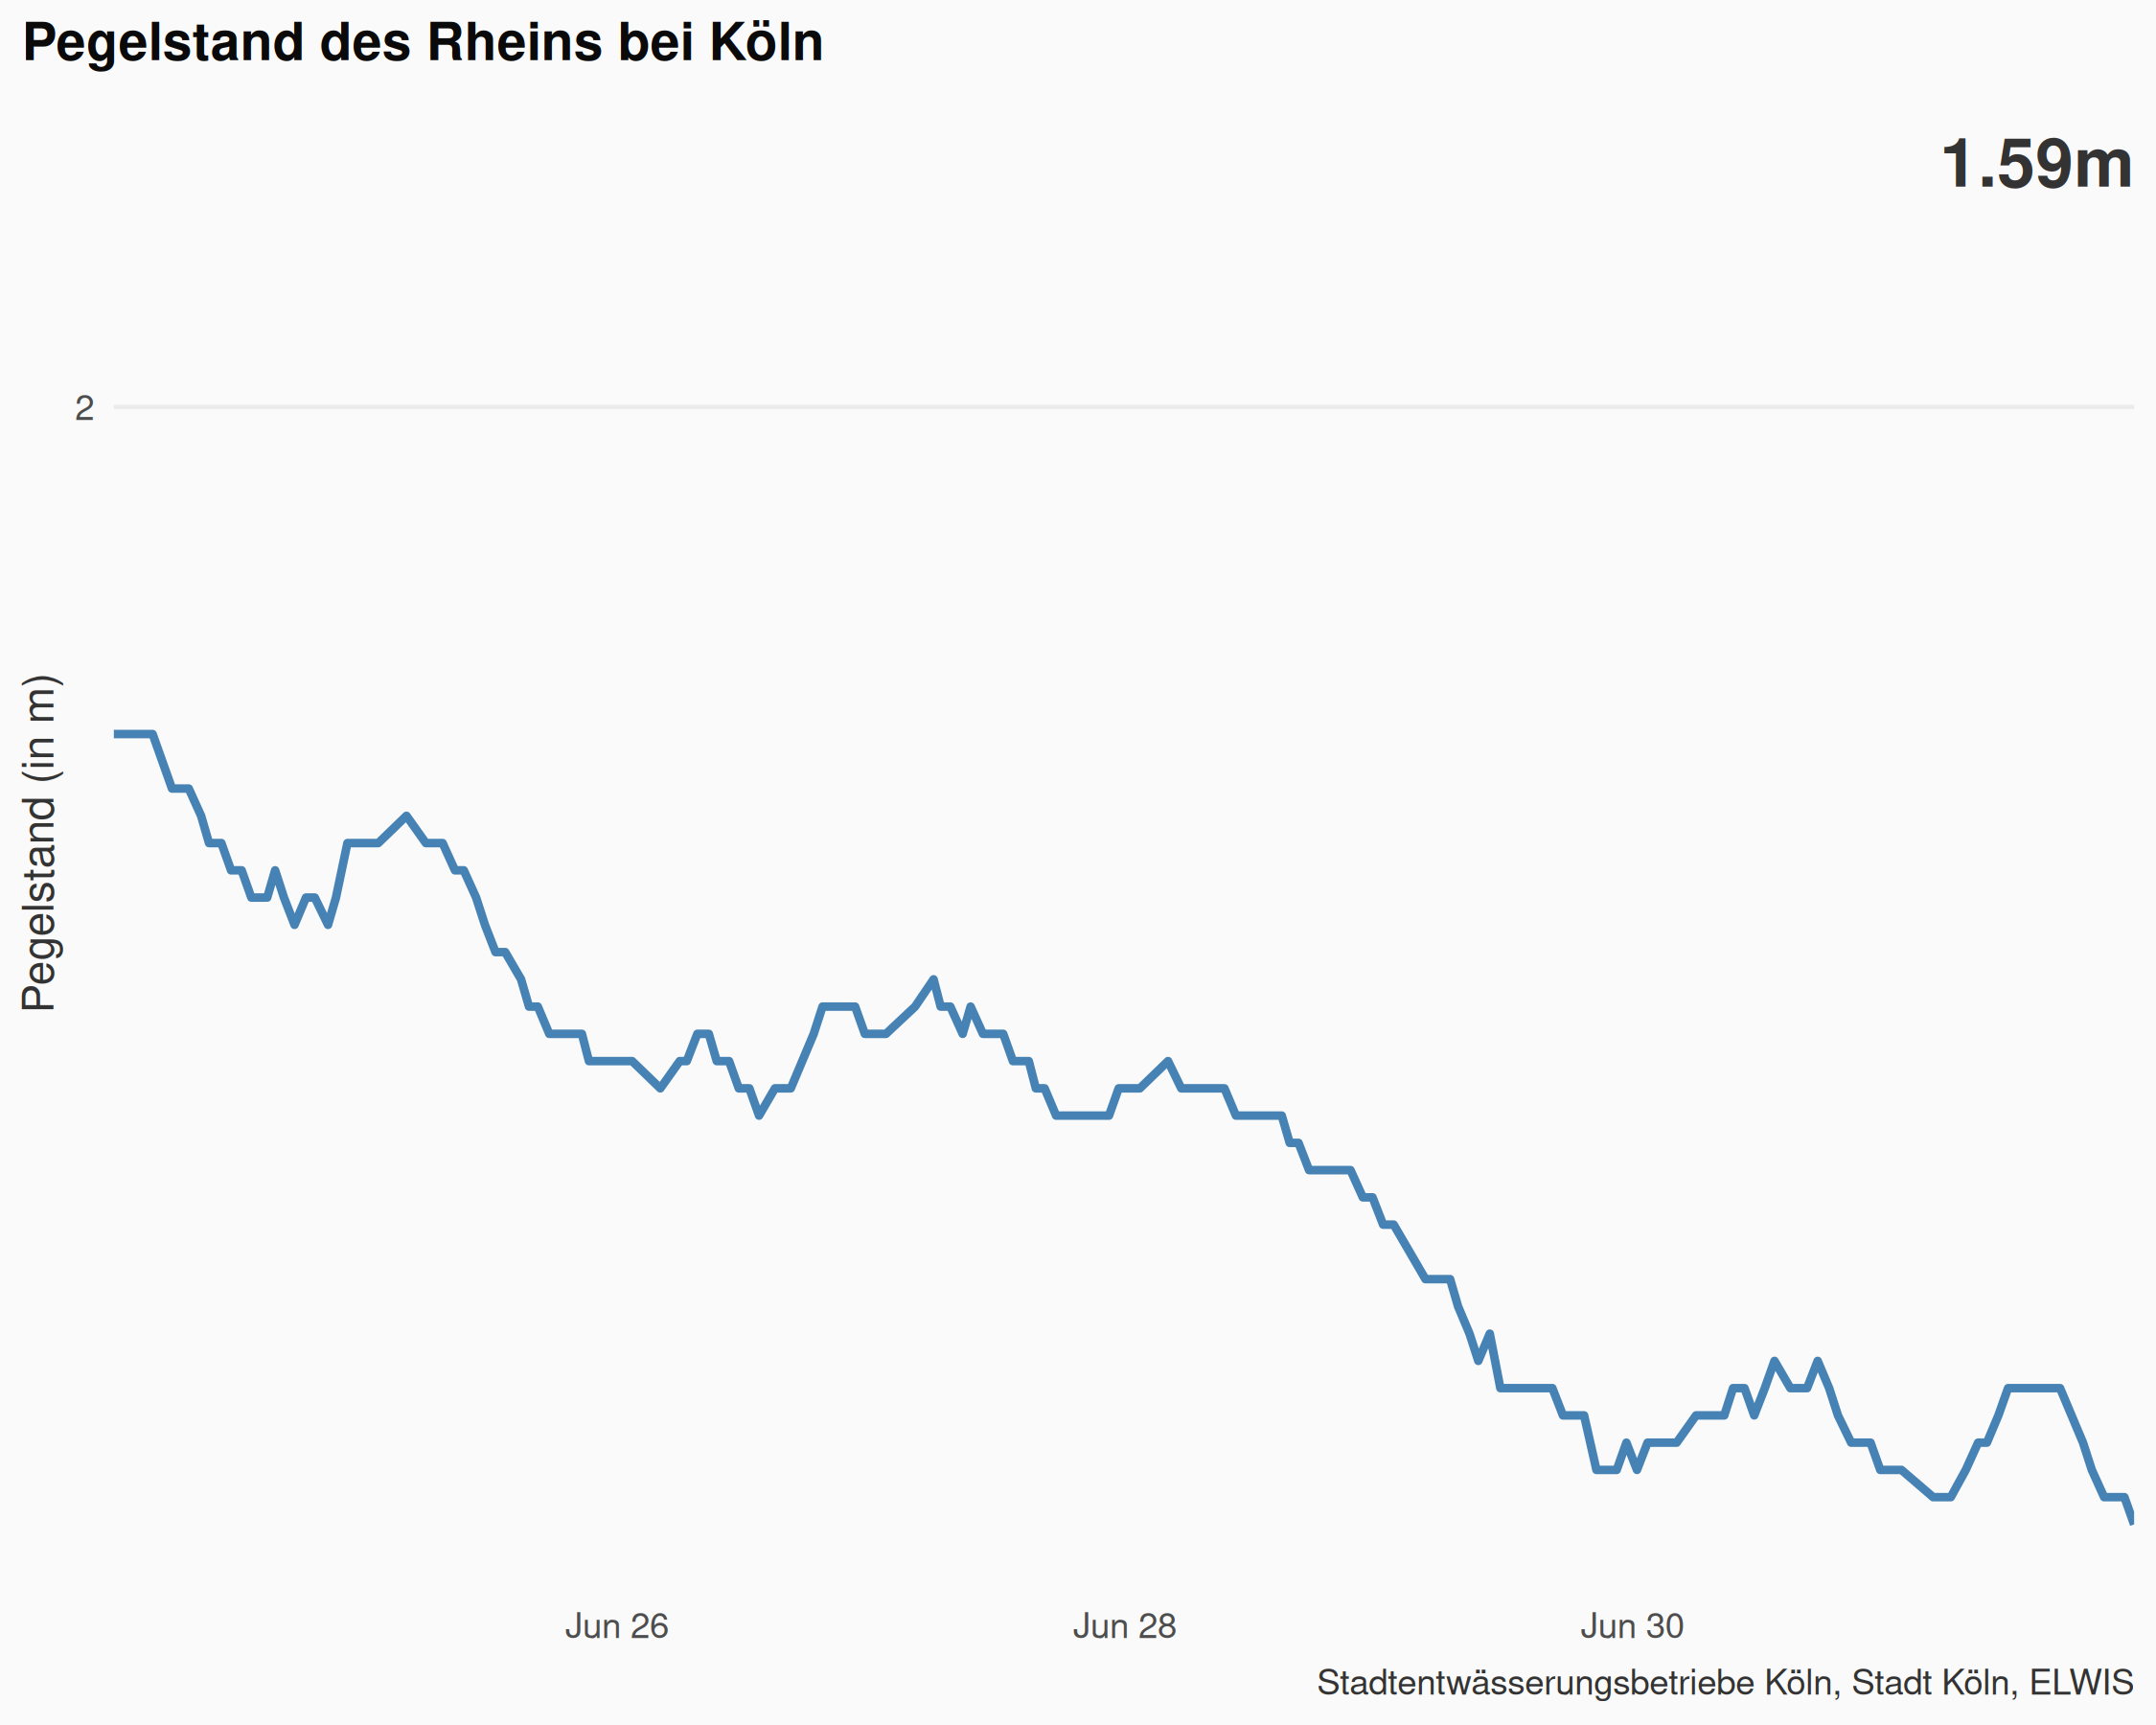 Pegelstand des Rheins bei Köln
1.59m
2
Pegelstand (in m)
Jun 26
Jun 28
Jun 30
Stadtentwässerungsbetriebe Köln, Stadt Köln, ELWIS